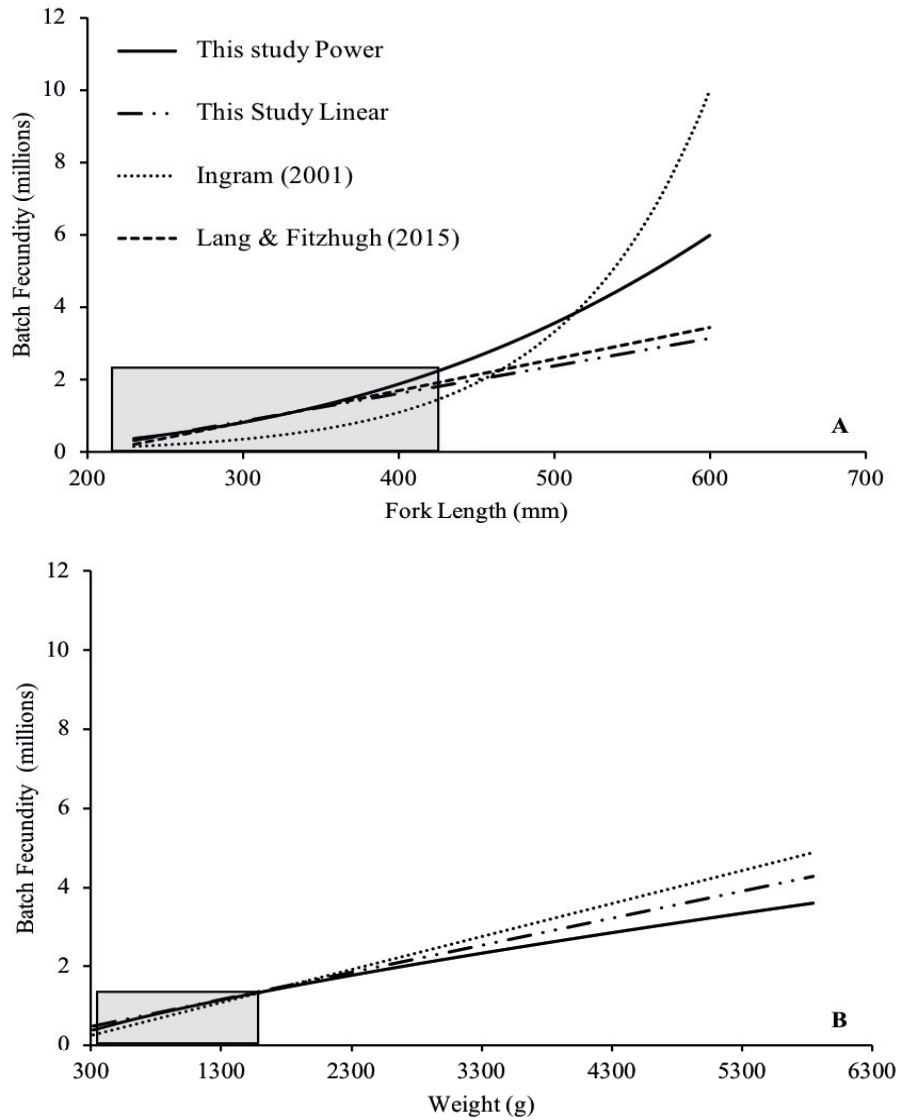 12
10
8
6
4
2
0
Batch Fecundity (millions)
This study Power
This Study Linear
Ingram (2001)
Lang & Fitzhugh (2015)
A
200 300 400 500 600 700
Fork Length (mm)
12
10
8
6
4
2
0
Batch Fecundity (millions)
B
300 1300 2300 3300 4300 5300 6300
Weight (g)